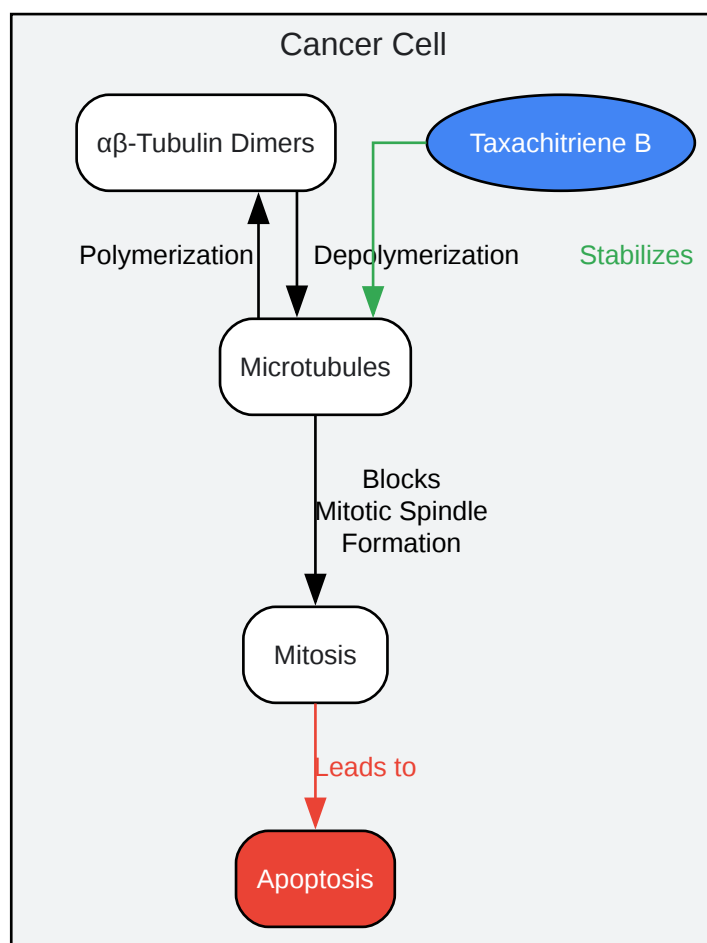 Cancer Cell
αβ-Tubulin Dimers
Taxachitriene B
Polymerization
Depolymerization
Stabilizes
Microtubules
Blocks
Mitotic Spindle
Formation
Mitosis
Leads to
Apoptosis